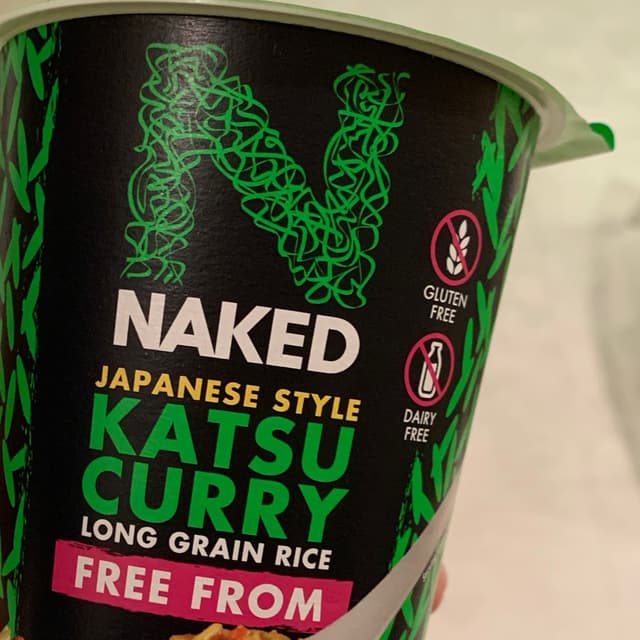 N
NAKED
JAPANESE STYLE
KATSU
CURRY
LONG GRAIN RICE
FREE FROM
GLUTEN
FREE
DAIRY
FREE